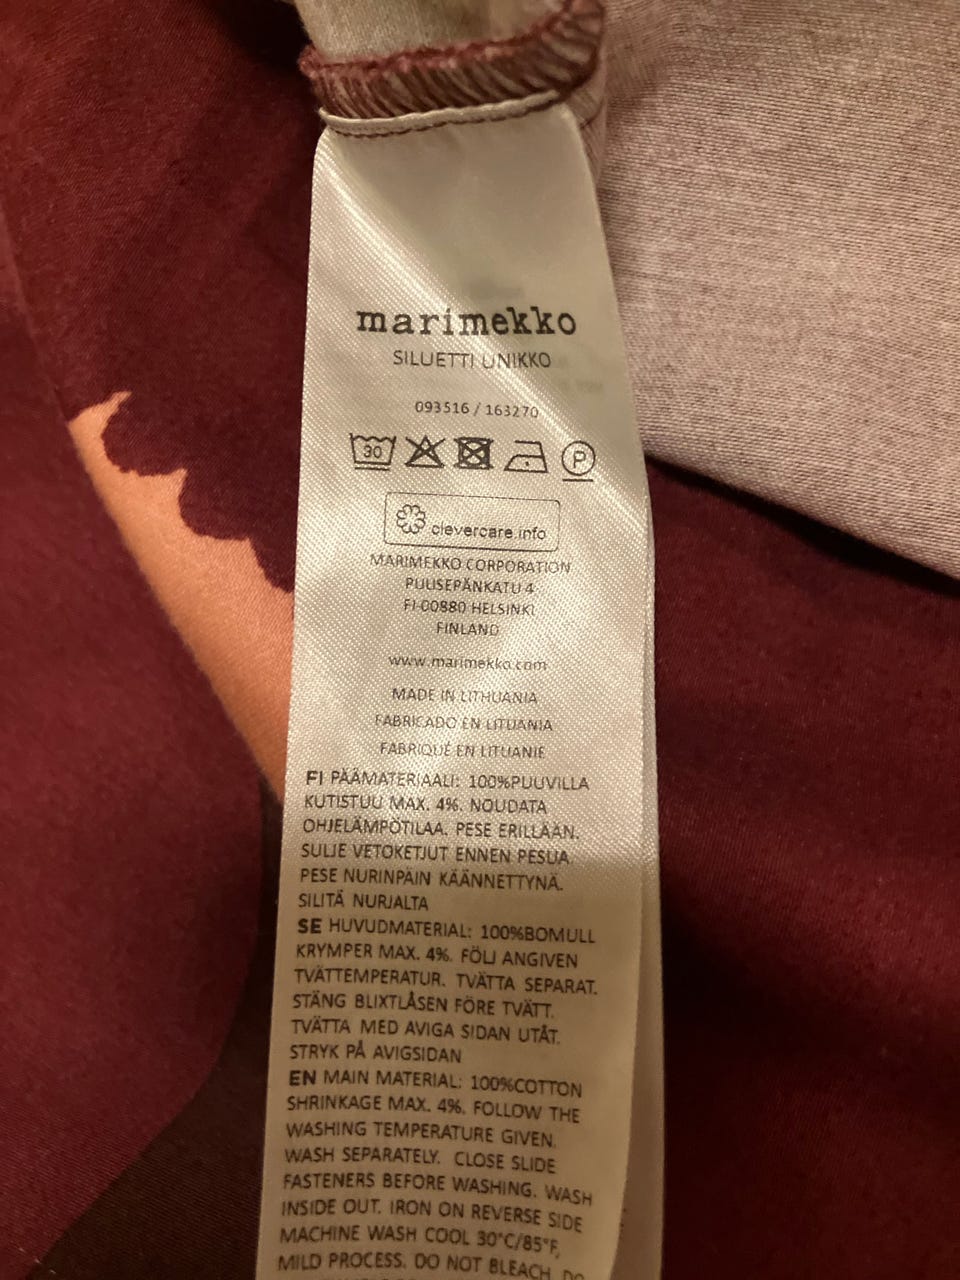 marimekko
SILUETTI UNIKKO
093516 / 163270
30 P
clevercare.info
MARIMEKKO CORPORATION
PUUSEPÄNKATU 4
FI-00880 HELSINKI
FINLAND
www.marimekko.com
MADE IN LITHUANIA
FABRICADO EN LITUANIA
FABRIQUÉ EN LITUANIE
FI PÄÄMATERIAALI: 100%PUUVILLA
KUTISTUU MAX. 4%. NOUDATA
OHJELÄMPÖTILAA. PESE ERILLÄÄN.
SULJE VETOKETJUT ENNEN PESUA.
PESE NURINPÄIN KÄÄNNETTYNÄ.
SILITÄ NURJALTA
SE HUVUDMATERIAL: 100%BOMULL
KRYMPER MAX. 4%. FÖLJ ANGIVEN
TVÄTTEMPERATUR. TVÄTTA SEPARAT.
STÄNG BLIXTLÅSEN FÖRE TVÄTT.
TVÄTTA MED AVIGA SIDAN UTÅT.
STRYK PÅ AVIGSIDAN
EN MAIN MATERIAL: 100%COTTON
SHRINKAGE MAX. 4%. FOLLOW THE
WASHING TEMPERATURE GIVEN.
WASH SEPARATELY. CLOSE SLIDE
FASTENERS BEFORE WASHING. WASH
INSIDE OUT. IRON ON REVERSE SIDE
MACHINE WASH COOL 30°C/85°F,
MILD PROCESS. DO NOT BLEACH. DO